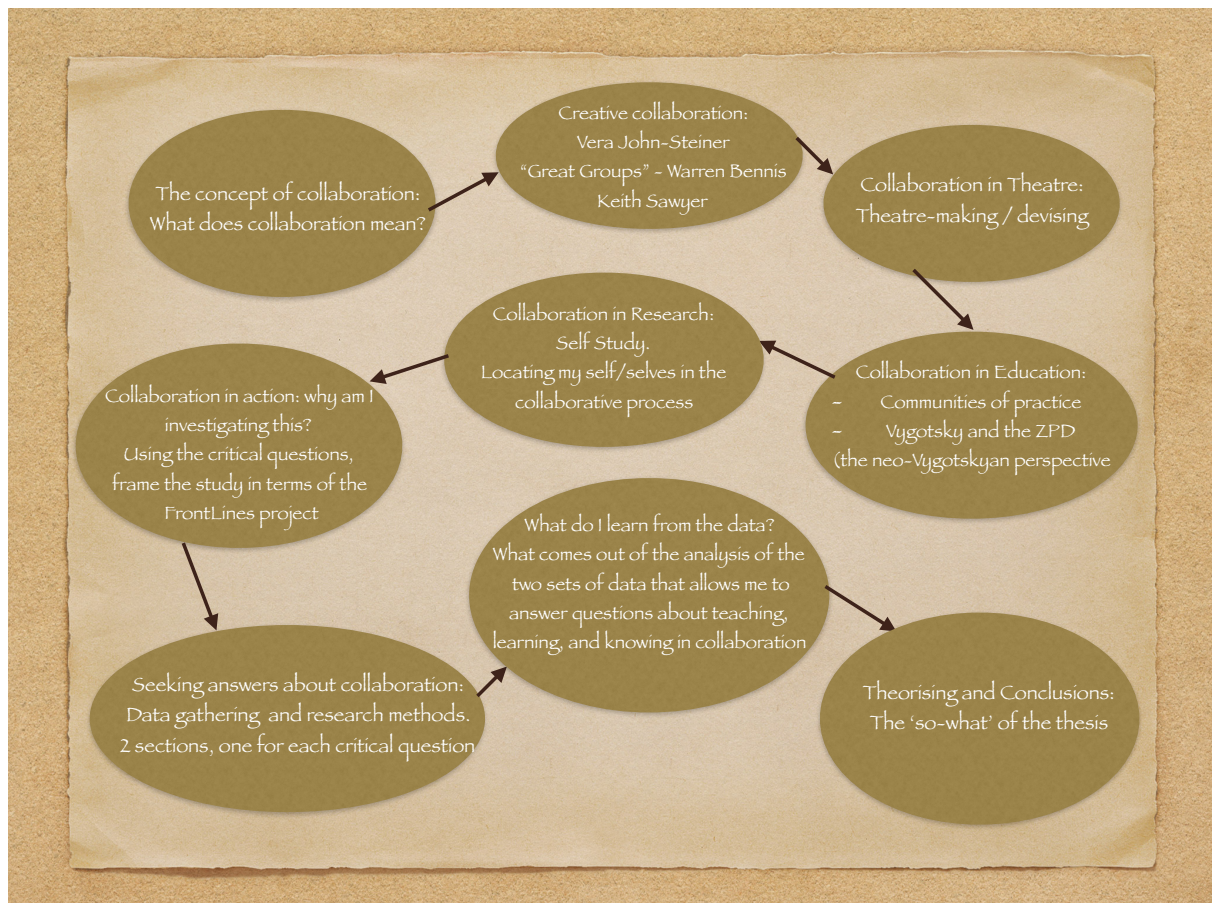 The concept of collaboration:
What does collaboration mean?
Creative collaboration:
Vera John-Steiner
“Great Groups” - Warren Bennis
Keith Sawyer
Collaboration in Theatre:
Theatre-making / devising
Collaboration in Education:
- Communities of practice
- Vygotsky and the ZPD
(the neo-Vygotskyan perspective
Collaboration in Research:
Self Study.
Locating my self/selves in the
collaborative process
Collaboration in action: why am I
investigating this?
Using the critical questions,
frame the study in terms of the
FrontLines project
Seeking answers about collaboration:
Data gathering and research methods.
2 sections, one for each critical question
What do I learn from the data?
What comes out of the analysis of the
two sets of data that allows me to
answer questions about teaching,
learning, and knowing in collaboration
Theorising and Conclusions:
The ‘so-what’ of the thesis